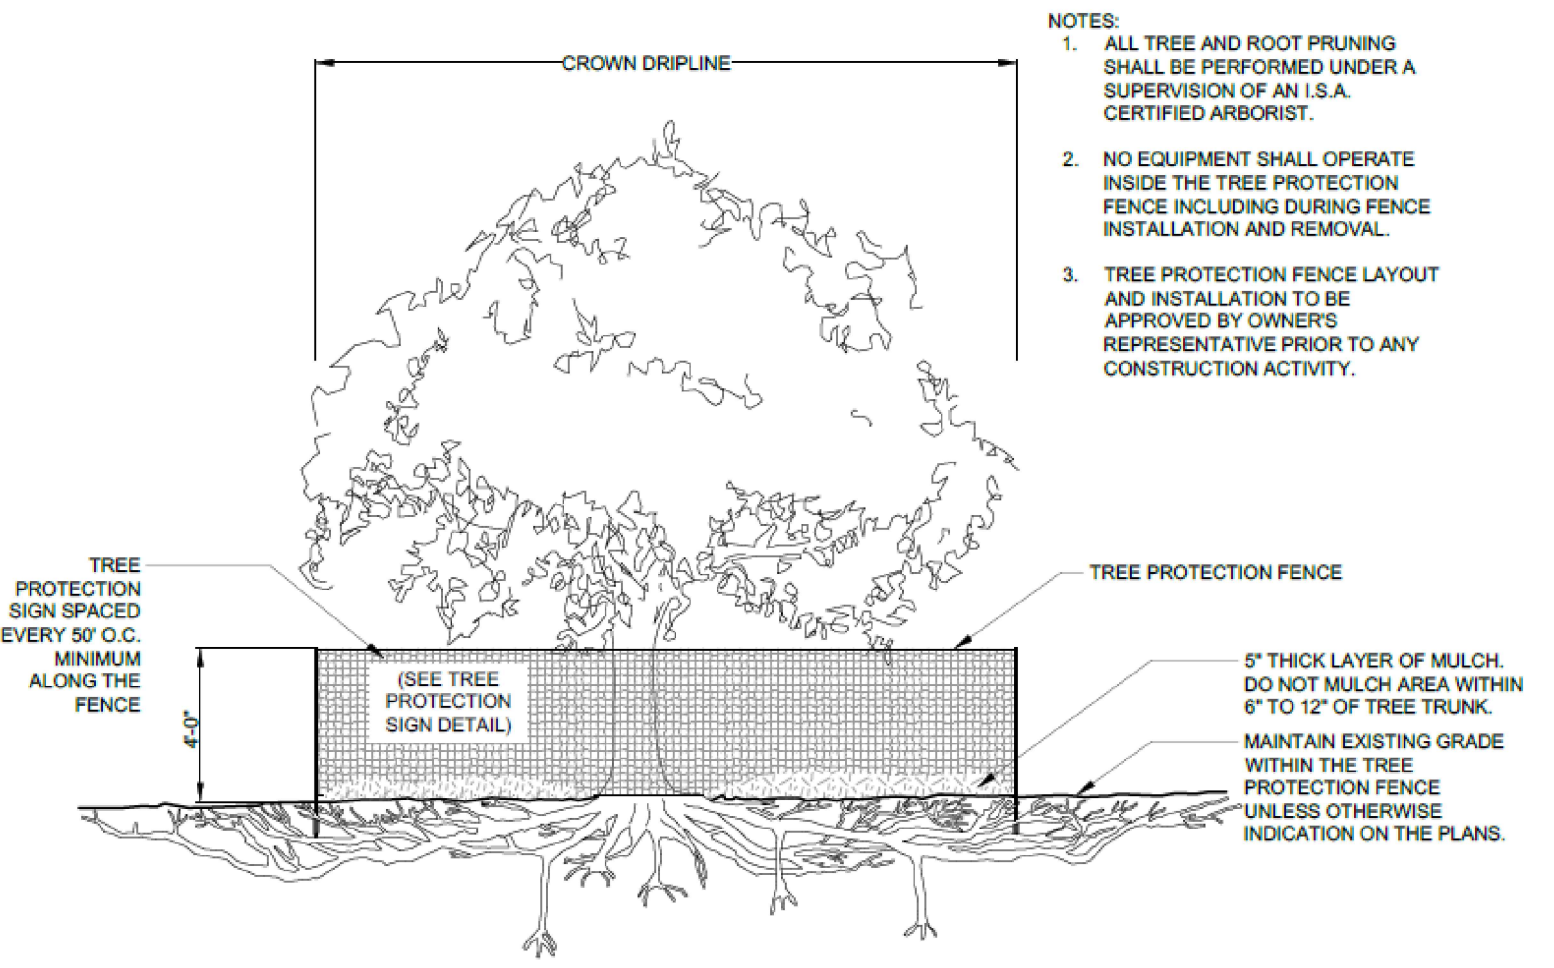 CROWN DRIPLINE
NOTES:
1. ALL TREE AND ROOT PRUNING
SHALL BE PERFORMED UNDER A
SUPERVISION OF AN I.S.A.
CERTIFIED ARBORIST.
2. NO EQUIPMENT SHALL OPERATE
INSIDE THE TREE PROTECTION
FENCE INCLUDING DURING FENCE
INSTALLATION AND REMOVAL.
3. TREE PROTECTION FENCE LAYOUT
AND INSTALLATION TO BE
APPROVED BY OWNER'S
REPRESENTATIVE PRIOR TO ANY
CONSTRUCTION ACTIVITY.
TREE
PROTECTION
SIGN SPACED
EVERY 50' O.C.
MINIMUM
ALONG THE
FENCE
4'-0"
(SEE TREE
PROTECTION
SIGN DETAIL)
TREE PROTECTION FENCE
5" THICK LAYER OF MULCH.
DO NOT MULCH AREA WITHIN
6" TO 12" OF TREE TRUNK.
MAINTAIN EXISTING GRADE
WITHIN THE TREE
PROTECTION FENCE
UNLESS OTHERWISE
INDICATION ON THE PLANS.